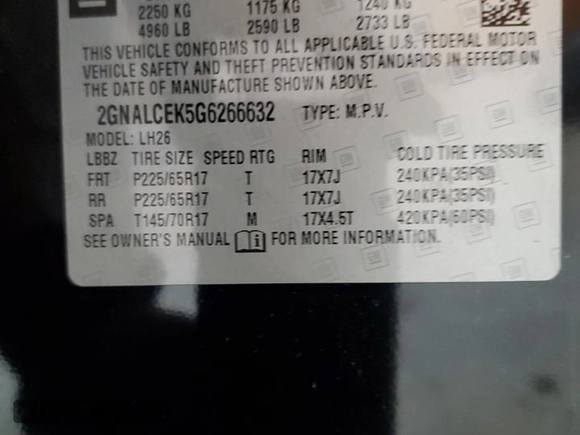 2250 KG 1175 KG 1240 KG
4960 LB 2590 LB 2733 LB
THIS VEHICLE CONFORMS TO ALL APPLICABLE U.S. FEDERAL MOTOR
VEHICLE SAFETY AND THEFT PREVENTION STANDARDS IN EFFECT ON
THE DATE OF MANUFACTURE SHOWN ABOVE.
2GNALCEK5G6266632 TYPE: M.P.V.
MODEL: LH26
LBBZ TIRE SIZE SPEED RTG RIM COLD TIRE PRESSURE
FRT P225/65R17 T 17X7J 240KPA(35PSI)
RR P225/65R17 T 17X7J 240KPA(35PSI)
SPA T145/70R17 M 17X4.5T 420KPA(60PSI)
SEE OWNER'S MANUAL i FOR MORE INFORMATION.